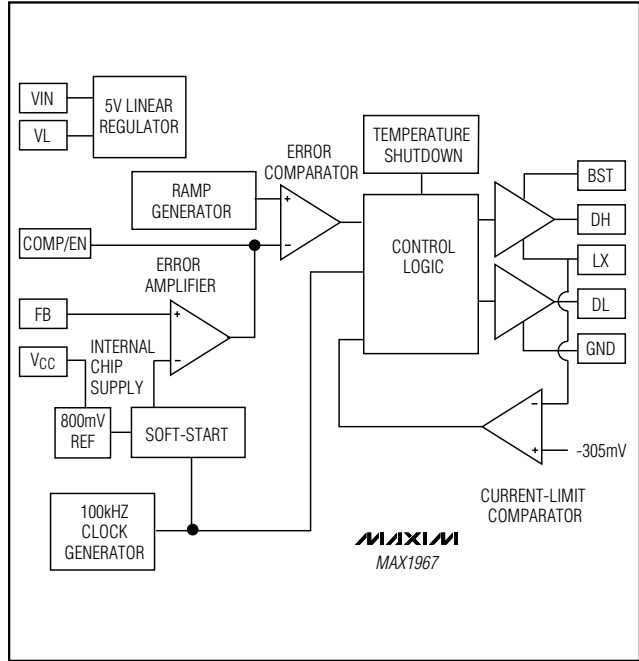 VIN
VL
5V LINEAR
REGULATOR
TEMPERATURE
SHUTDOWN
ERROR
COMPARATOR
RAMP
GENERATOR
+
−
CONTROL
LOGIC
BST
DH
LX
DL
GND
COMP/EN
ERROR
AMPLIFIER
FB
+
−
VCC
INTERNAL
CHIP
SUPPLY
800mV
REF
SOFT-START
−
+
-305mV
CURRENT-LIMIT
COMPARATOR
100kHZ
CLOCK
GENERATOR
MAXIM
MAX1967